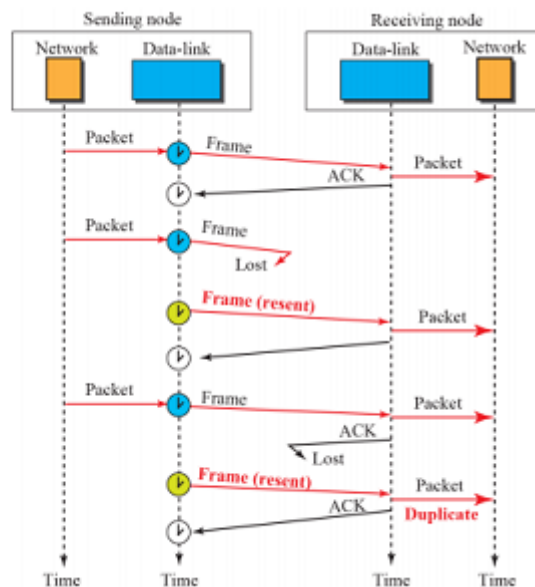 Sending node
Receiving node
Network
Data-link
Data-link
Network
Packet
Frame
Packet
ACK
Packet
Frame
Lost
Frame (resent)
Packet
Packet
Frame
Packet
ACK
Lost
Frame (resent)
Packet
ACK
Duplicate
Time
Time
Time
Time